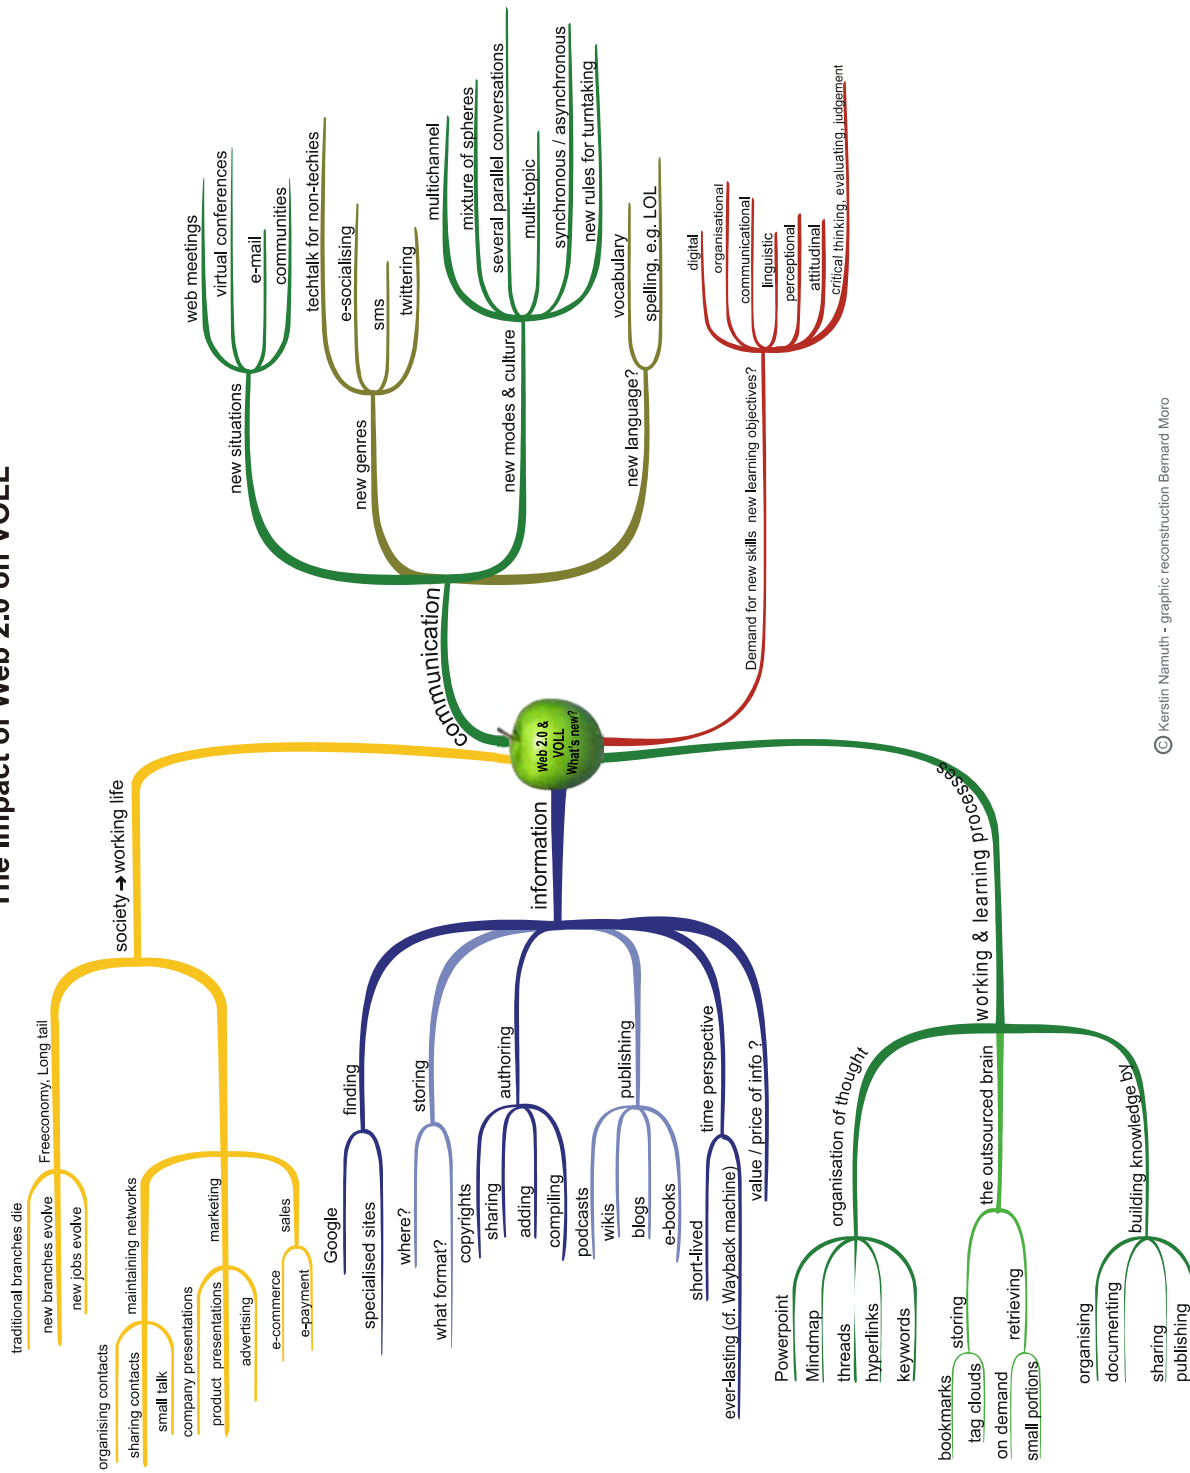 The Impact of Web 2.0 on VOLL
Web 2.0 &
VOLL
What's new?
communication
new situations
web meetings
virtual conferences
e-mail
communities
new genres
techtalk for non-techies
e-socialising
sms
twittering
new modes & culture
multichannel
mixture of spheres
several parallel conversations
multi-topic
synchronous / asynchronous
new rules for turntaking
new language?
vocabulary
spelling, e.g. LOL
Demand for new skills new learning objectives?
digital
organisational
communicational
linguistic
perceptional
attitudinal
critical thinking, evaluating, judgement
society➔working life
Freeconomy, Long tail
traditional branches die
new branches evolve
new jobs evolve
maintaining networks
organising contacts
sharing contacts
small talk
marketing
company presentations
product presentations
advertising
sales
e-commerce
e-payment
information
finding
Google
specialised sites
storing
where?
what format?
authoring
copyrights
sharing
adding
compiling
publishing
podcasts
wikis
blogs
e-books
time perspective
short-lived
ever-lasting (cf. Wayback machine)
value / price of info ?
working & learning processes
organisation of thought
Powerpoint
Mindmap
threads
hyperlinks
keywords
the outsourced brain
storing
bookmarks
tag clouds
retrieving
on demand
small portions
building knowledge by
organising
documenting
sharing
publishing
© Kerstin Namuth - graphic reconstruction Bernard Moro